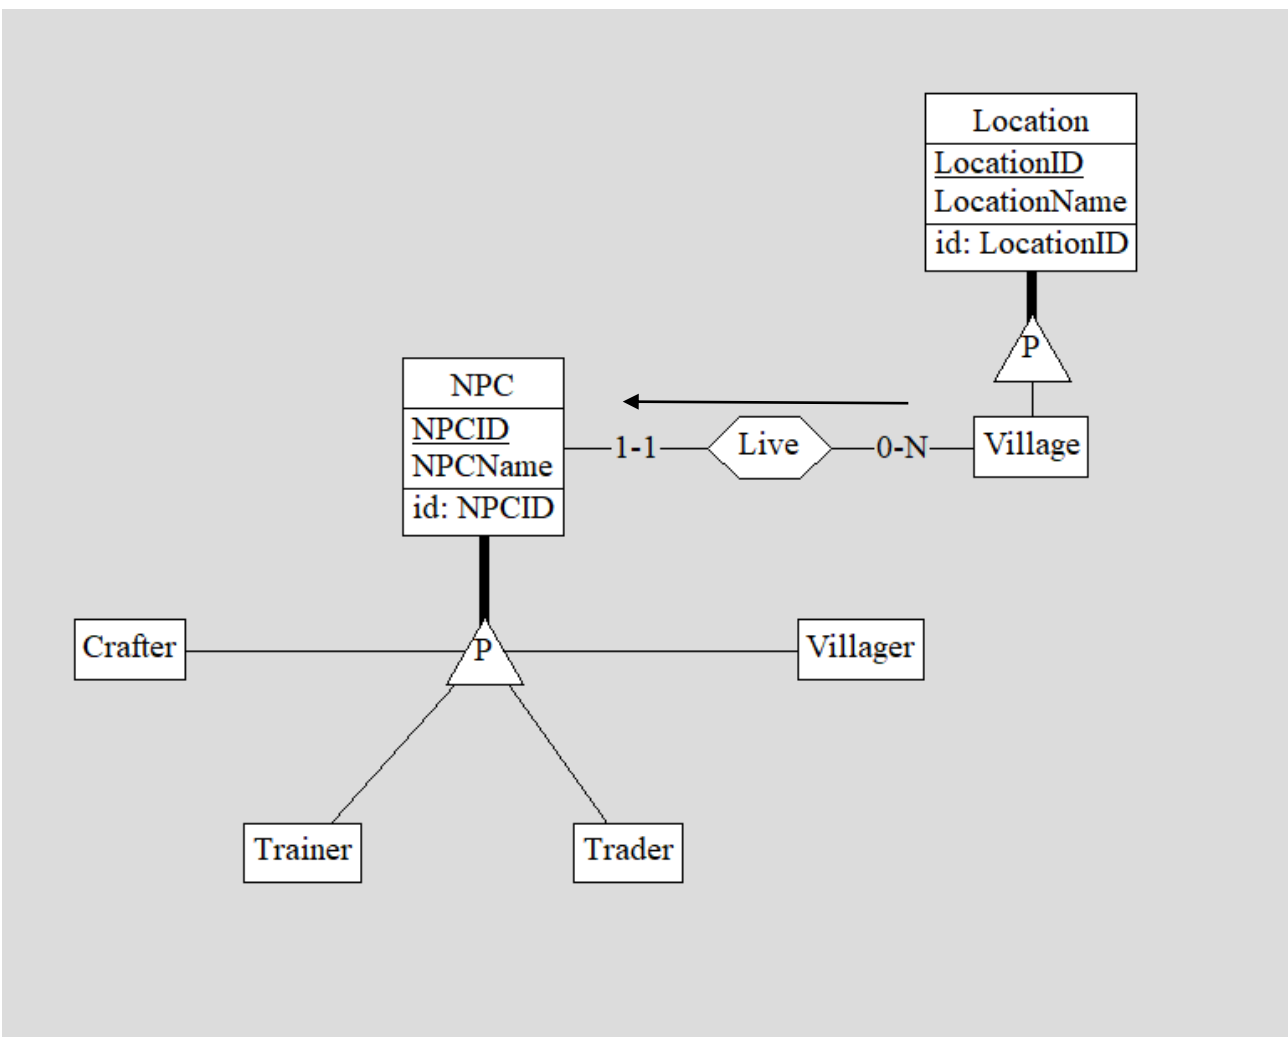 Location
LocationID
LocationName
id: LocationID
P
NPC
NPCID
NPCName
id: NPCID
1-1
Live
0-N
Village
Crafter
P
Villager
Trainer
Trader